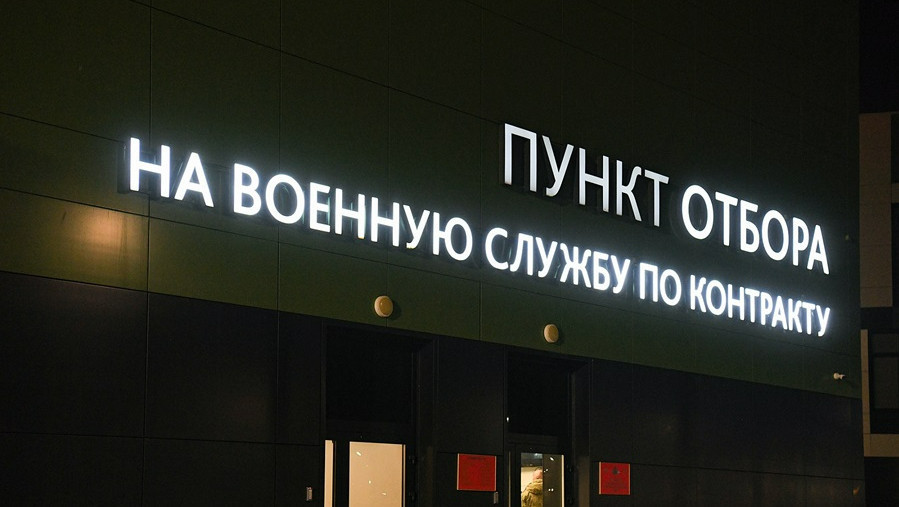 ПУНКТ ОТБОРА
НА ВОЕННУЮ СЛУЖБУ ПО КОНТРАКТУ